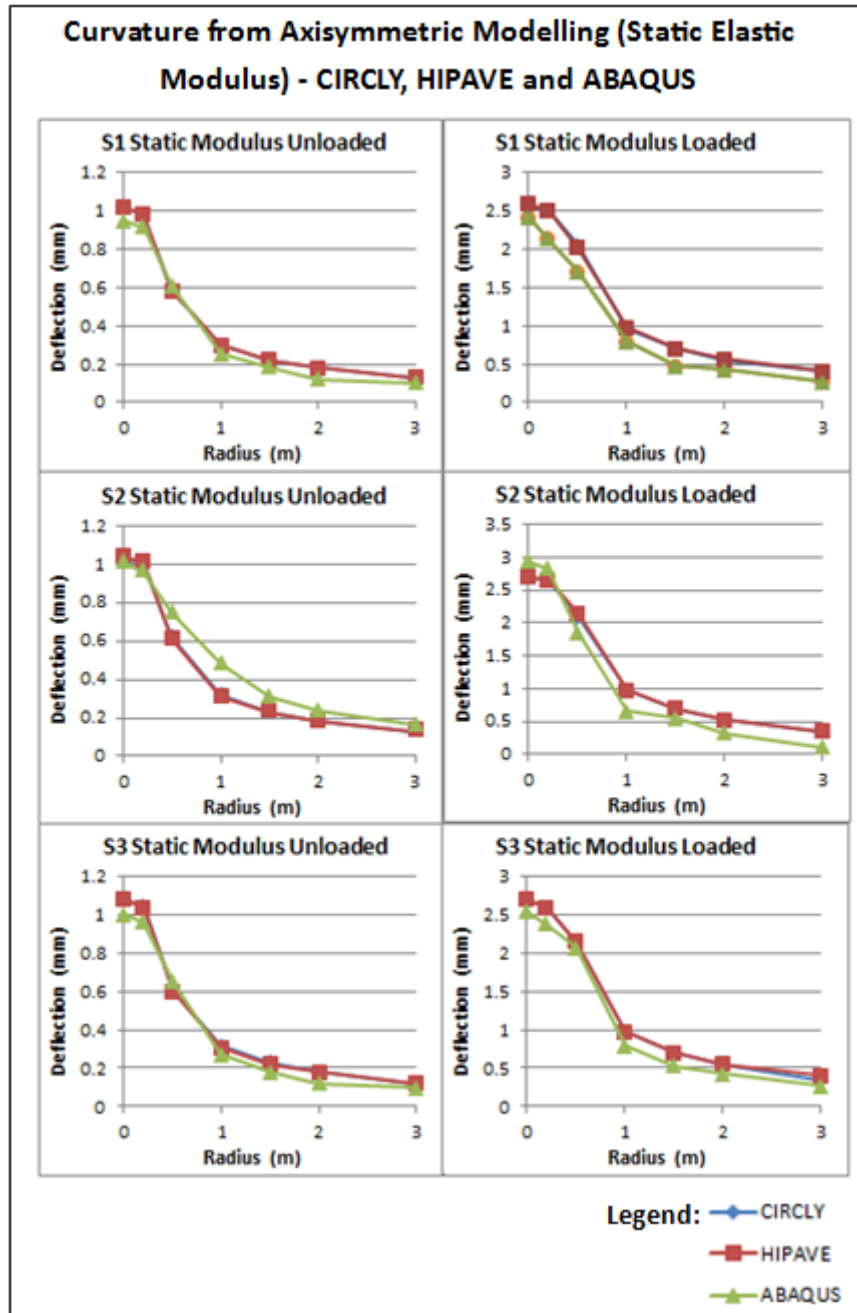 Curvature from Axisymmetric Modelling (Static Elastic
Modulus) - CIRCLY, HIPAVE and ABAQUS
S1 Static Modulus Unloaded
1.2
1
0.8
0.6
0.4
0.2
0
Deflection (mm)
0 1 2 3
Radius (m)
S1 Static Modulus Loaded
3
2.5
2
1.5
1
0.5
0
Deflection (mm)
0 1 2 3
Radius (m)
S2 Static Modulus Unloaded
1.2
1
0.8
0.6
0.4
0.2
0
Deflection (mm)
0 1 2 3
Radius (m)
S2 Static Modulus Loaded
3.5
3
2.5
2
1.5
1
0.5
0
Deflection (mm)
0 1 2 3
Radius (m)
S3 Static Modulus Unloaded
1.2
1
0.8
0.6
0.4
0.2
0
Deflection (mm)
0 1 2 3
Radius (m)
S3 Static Modulus Loaded
3
2.5
2
1.5
1
0.5
0
Deflection (mm)
0 1 2 3
Radius (m)
Legend: CIRCLY
HIPAVE
ABAQUS